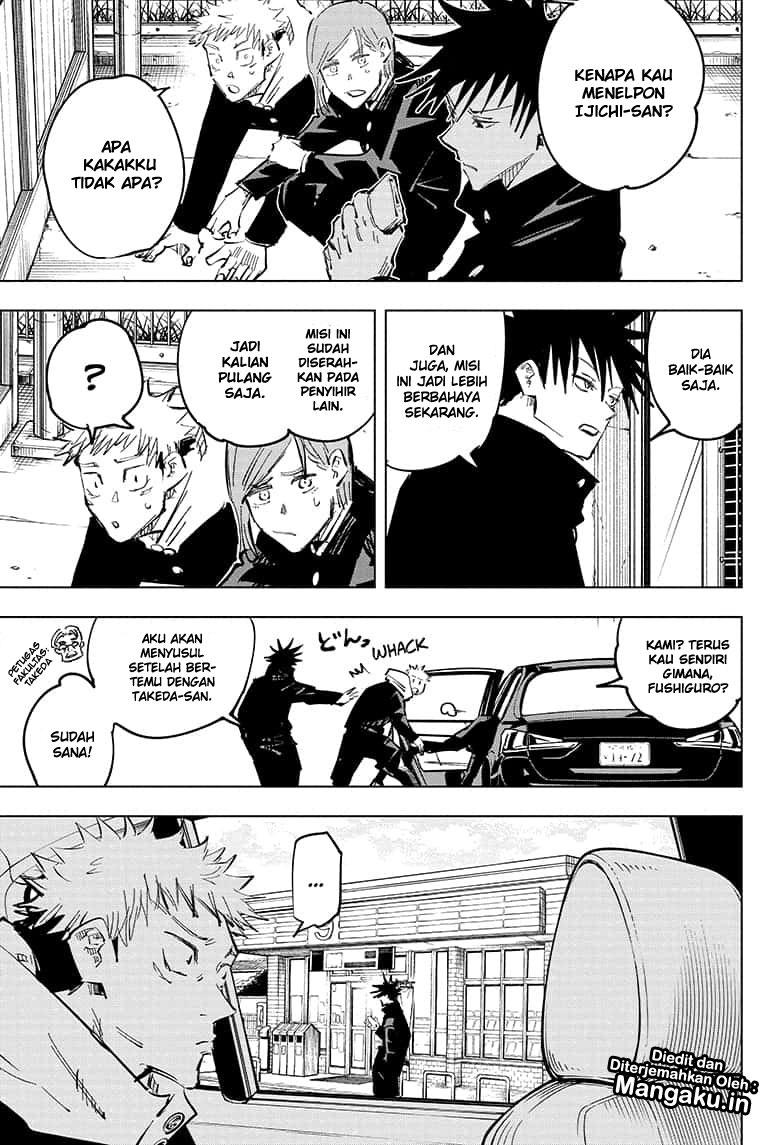 KENAPA KAU
MENELPON
IJICHI-SAN?
APA
KAKAKKU
TIDAK APA?
DIA
BAIK-BAIK
SAJA.
DAN
JUGA, MISI
INI JADI LEBIH
BERBAHAYA
SEKARANG.
MISI INI
SUDAH
DISERAH-
KAN PADA
PENYIHIR
LAIN.
JADI
KALIAN
PULANG
SAJA.
?
KAMI? TERUS
KAU SENDIRI
GIMANA,
FUSHIGURO?
どんっ
WHACK
AKU AKAN
MENYUSUL
SETELAH BER-
TEMU DENGAN
TAKEDA-SAN.
PETUGAS
FAKULTAS:
TAKEDA
SUDAH
SANA!
...
Diedit dan
Diterjemahkan Oleh :
Mangaku.in